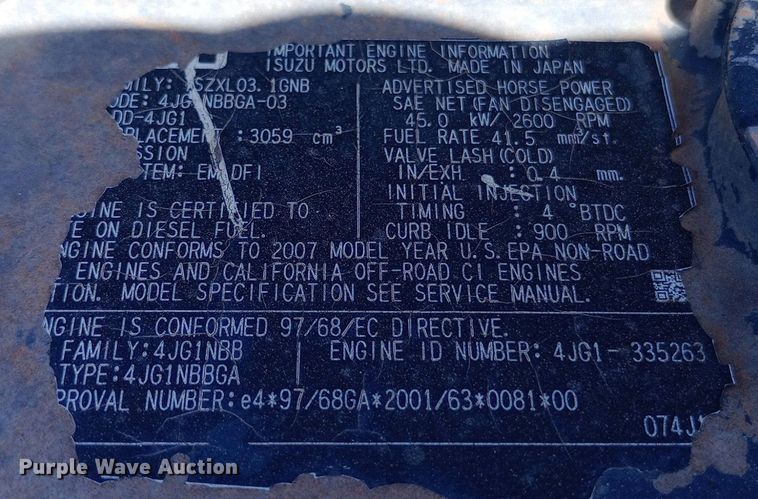 IMPORTANT ENGINE INFORMATION
ISUZU MOTORS LTD. MADE IN JAPAN
MILY: 7SZXL03.1GNB
ODE: 4JG1NBBGA-03
DD-4JG1
PLACEMENT : 3059 cm³
SSION
TEM: EM, DFI
GINE IS CERTIFIED TO
TE ON DIESEL FUEL.
ADVERTISED HORSE POWER
SAE NET (FAN DISENGAGED)
45.0 kW/ 2600 RPM
FUEL RATE 41.5 mm³/st.
VALVE LASH (COLD)
IN/EXH. : 0.4 mm.
INITIAL INJECTION
TIMING : 4 °BTDC
CURB IDLE : 900 RPM
NGINE CONFORMS TO 2007 MODEL YEAR U.S. EPA NON-ROAD
ENGINES AND CALIFORNIA OFF-ROAD CI ENGINES
TION. MODEL SPECIFICATION SEE SERVICE MANUAL.
NGINE IS CONFORMED 97/68/EC DIRECTIVE.
FAMILY: 4JG1NBB
ENGINE ID NUMBER: 4JG1- 335263
TYPE: 4JG1NBBGA
PROVAL NUMBER: e4*97/68GA*2001/63*0081*00
074J1
Purple Wave Auction